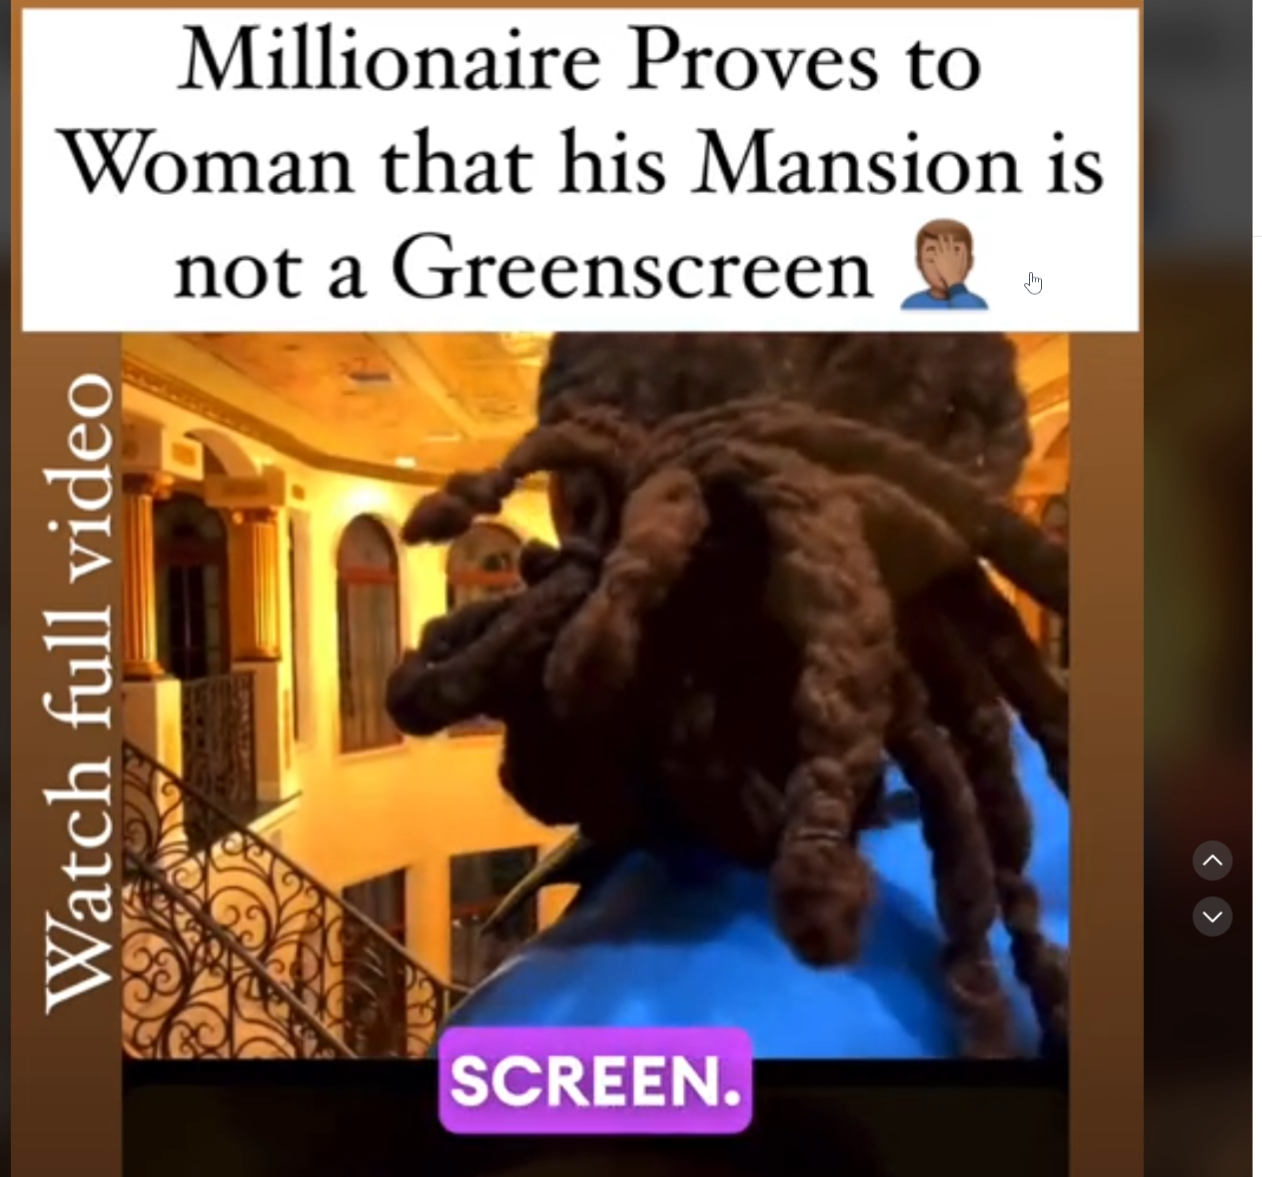 Millionaire Proves to
Woman that his Mansion is
not a Greenscreen 🤦🏽‍♂️
Watch full video
SCREEN.